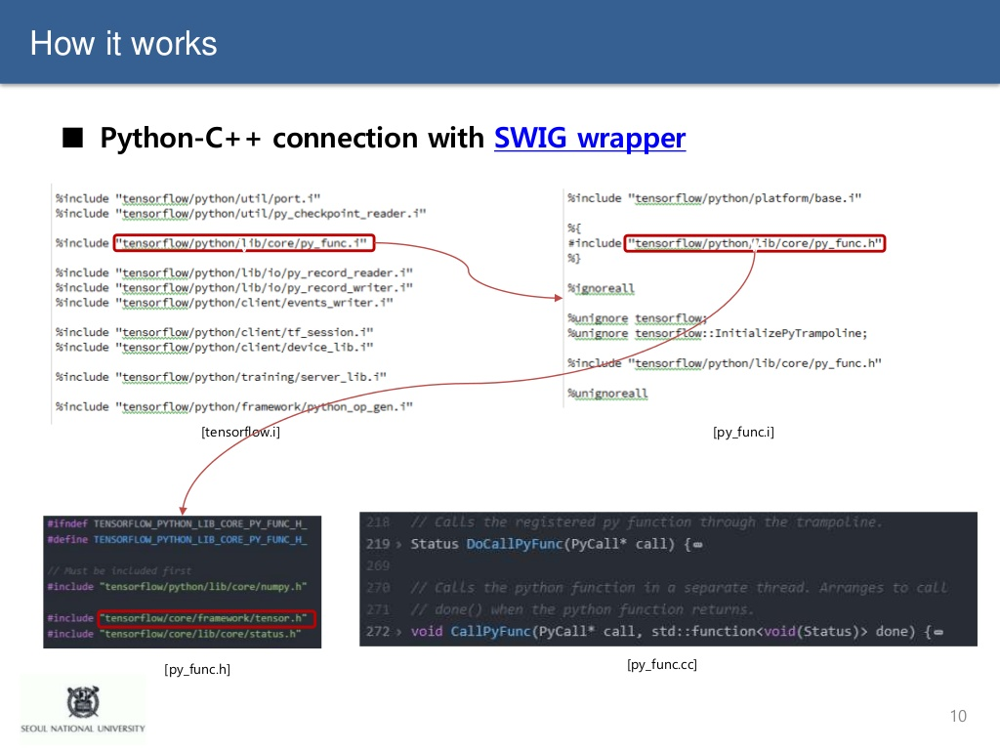 How it works
■ Python-C++ connection with SWIG wrapper
%include "tensorflow/python/util/port.i"
%include "tensorflow/python/util/py_checkpoint_reader.i"
%include "tensorflow/python/lib/core/py_func.i"
%include "tensorflow/python/lib/io/py_record_reader.i"
%include "tensorflow/python/lib/io/py_record_writer.i"
%include "tensorflow/python/client/events_writer.i"
%include "tensorflow/python/client/tf_session.i"
%include "tensorflow/python/client/device_lib.i"
%include "tensorflow/python/training/server_lib.i"
%include "tensorflow/python/framework/python_op_gen.i"
[tensorflow.i]
%include "tensorflow/python/platform/base.i"
%{
#include "tensorflow/python/lib/core/py_func.h"
%}
%ignoreall
%unignore tensorflow;
%unignore tensorflow::InitializePyTrampoline;
%include "tensorflow/python/lib/core/py_func.h"
%unignoreall
[py_func.i]
#ifndef TENSORFLOW_PYTHON_LIB_CORE_PY_FUNC_H_
#define TENSORFLOW_PYTHON_LIB_CORE_PY_FUNC_H_
// Must be included first
#include "tensorflow/python/lib/core/numpy.h"
#include "tensorflow/core/framework/tensor.h"
#include "tensorflow/core/lib/core/status.h"
[py_func.h]
218 // Calls the registered py function through the trampoline.
219 › Status DoCallPyFunc(PyCall* call) {
269
270 // Calls the python function in a separate thread. Arranges to call
271 // done() when the python function returns.
272 › void CallPyFunc(PyCall* call, std::function<void(Status)> done) {
[py_func.cc]
SEOUL NATIONAL UNIVERSITY
10